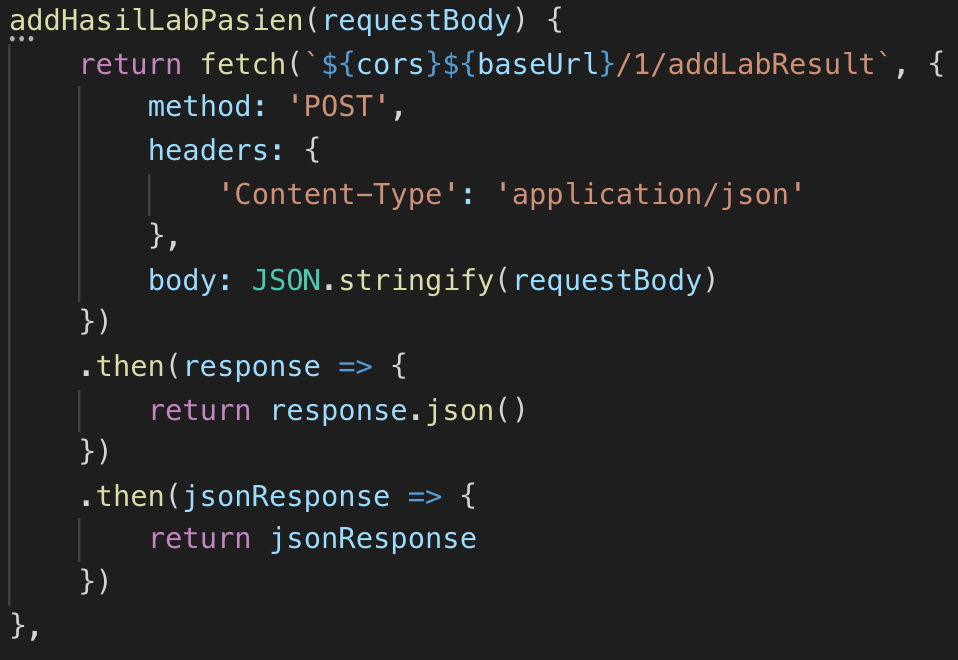 addHasilLabPasien(requestBody) {
    return fetch(`${cors}${baseUrl}/1/addLabResult`, {
        method: 'POST',
        headers: {
            'Content-Type': 'application/json'
        },
        body: JSON.stringify(requestBody)
    })
    .then(response => {
        return response.json()
    })
    .then(jsonResponse => {
        return jsonResponse
    })
},